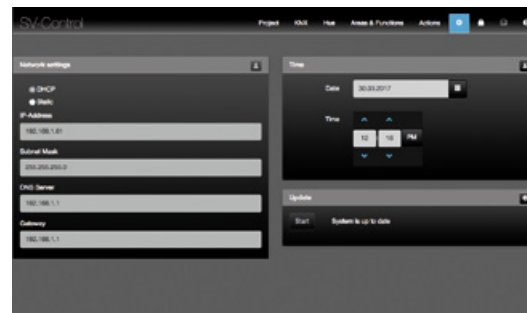 SV-Control
Project KNX Hue Areas & Functions Actions
Network settings
DHCP
Static
IP-Address
192.168.1.61
Subnet Mask
255.255.255.0
DNS Server
192.168.1.1
Gateway
192.168.1.1
Time
Date 30.03.2017
Time
12 16 PM
Update
Start System is up to date